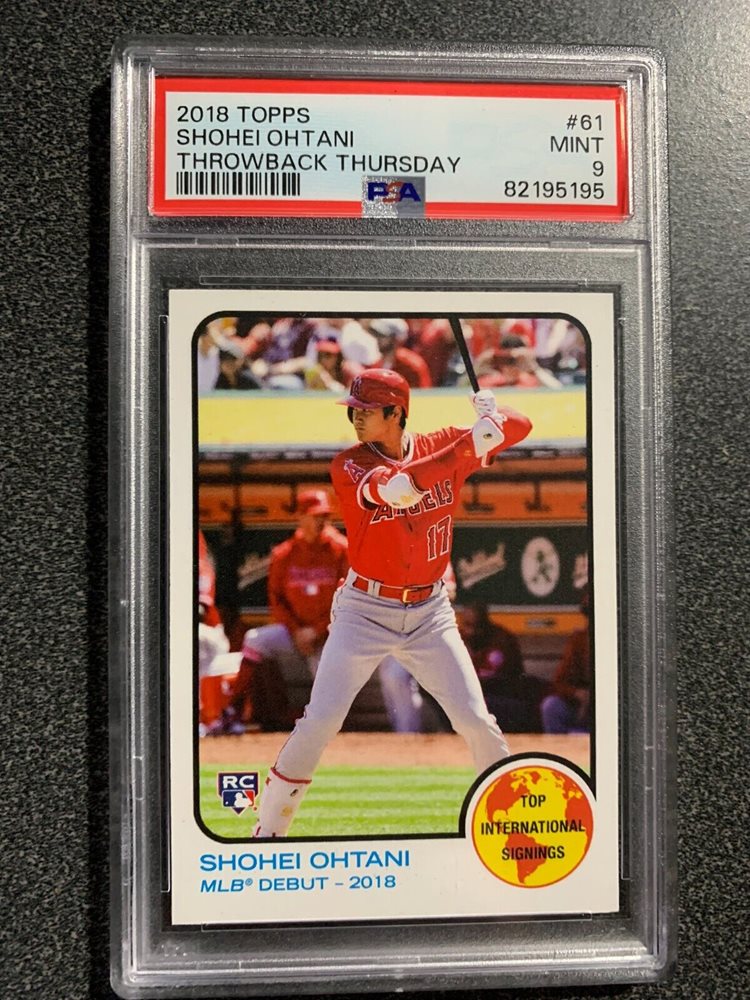 2018 TOPPS
#61
SHOHEI OHTANI
MINT
THROWBACK THURSDAY
9
PSA
82195195
A
ANGELS
17
RC
TOP
INTERNATIONAL
SIGNINGS
SHOHEI OHTANI
MLB® DEBUT – 2018